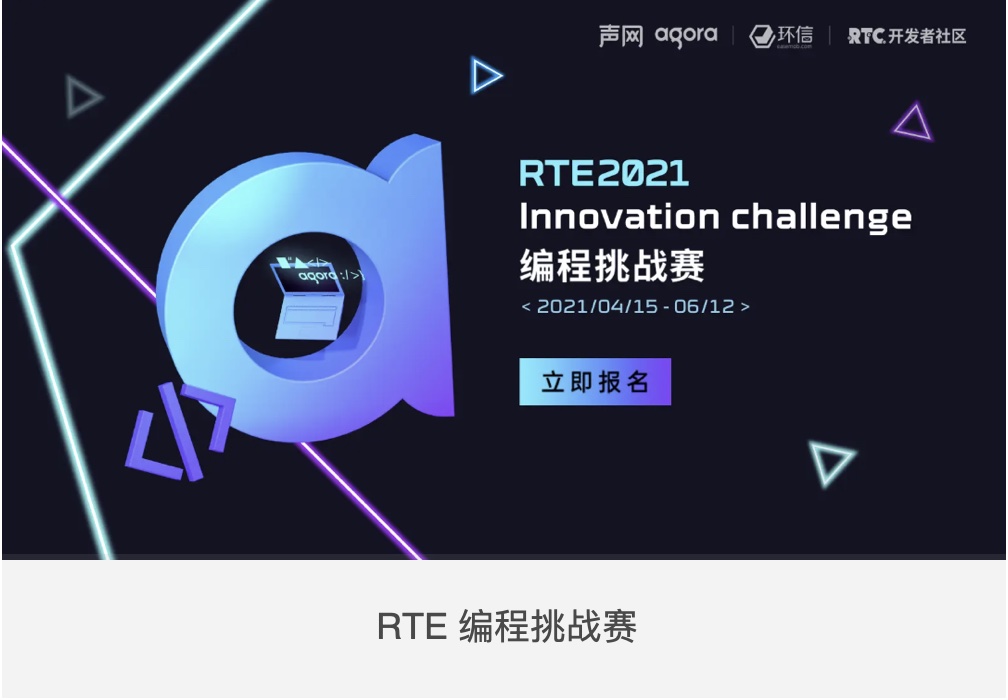 声网 agora 环信 RTC 开发者社区
RTE2021
Innovation challenge
编程挑战赛
< 2021/04/15 - 06/12 >
立即报名
</>
agora:/>
</>
RTE 编程挑战赛